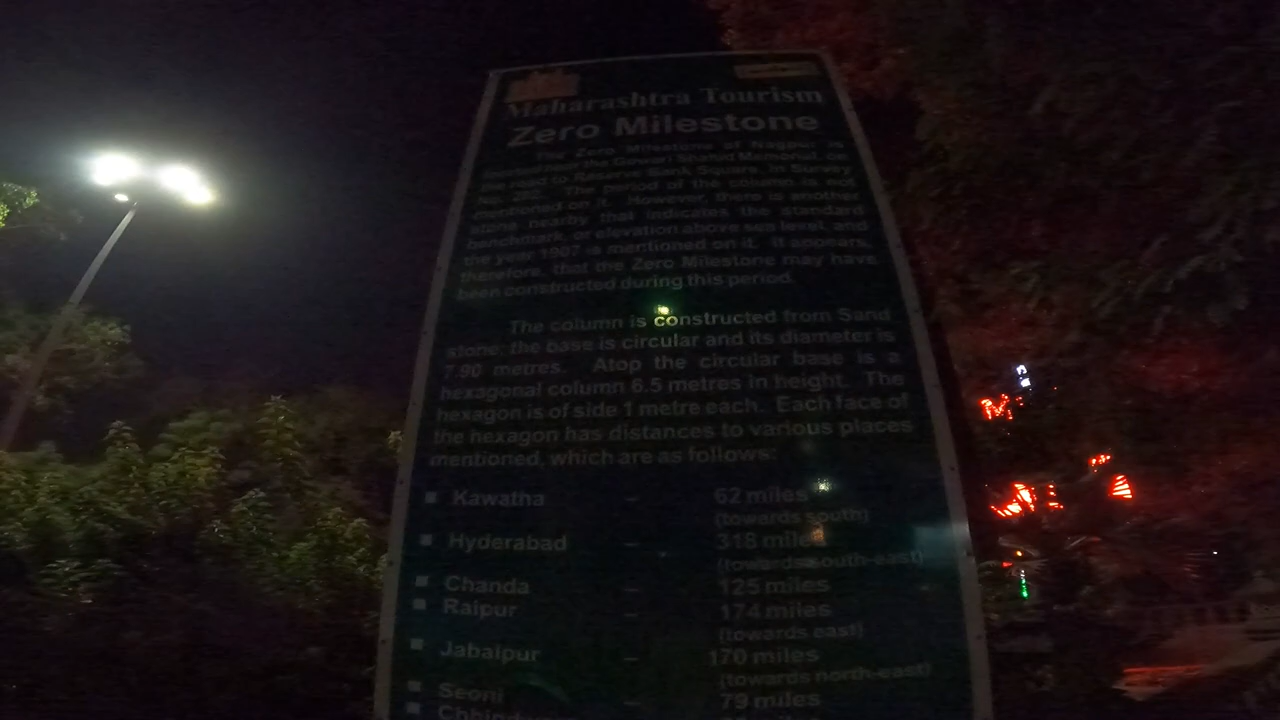 Maharashtra Tourism
Zero Milestone
The Zero Milestone at Nagpur is
located near the Gowari Shahid Memorial, on
the road to Reserve Bank Square, in Survey
No. The period of the column is not
mentioned on it. However, there is another
stone nearby that indicates the standard
benchmark, or elevation above sea level, and
the year 1907 is mentioned on it. It appears,
therefore, that the Zero Milestone may have
been constructed during this period.
The column is constructed from Sand
stone; the base is circular and its diameter is
7.90 metres. Atop the circular base is a
hexagonal column 6.5 metres in height. The
hexagon is of side 1 metre each. Each face of
the hexagon has distances to various places
mentioned, which are as follows:
■ Kawatha – 62 miles
(towards south)
■ Hyderabad – 318 miles
(towards south-east)
■ Chanda – 125 miles
■ Raipur 174 miles
(towards east)
■ Jabalpur – 170 miles
(towards north-east)
■ Seoni 79 miles